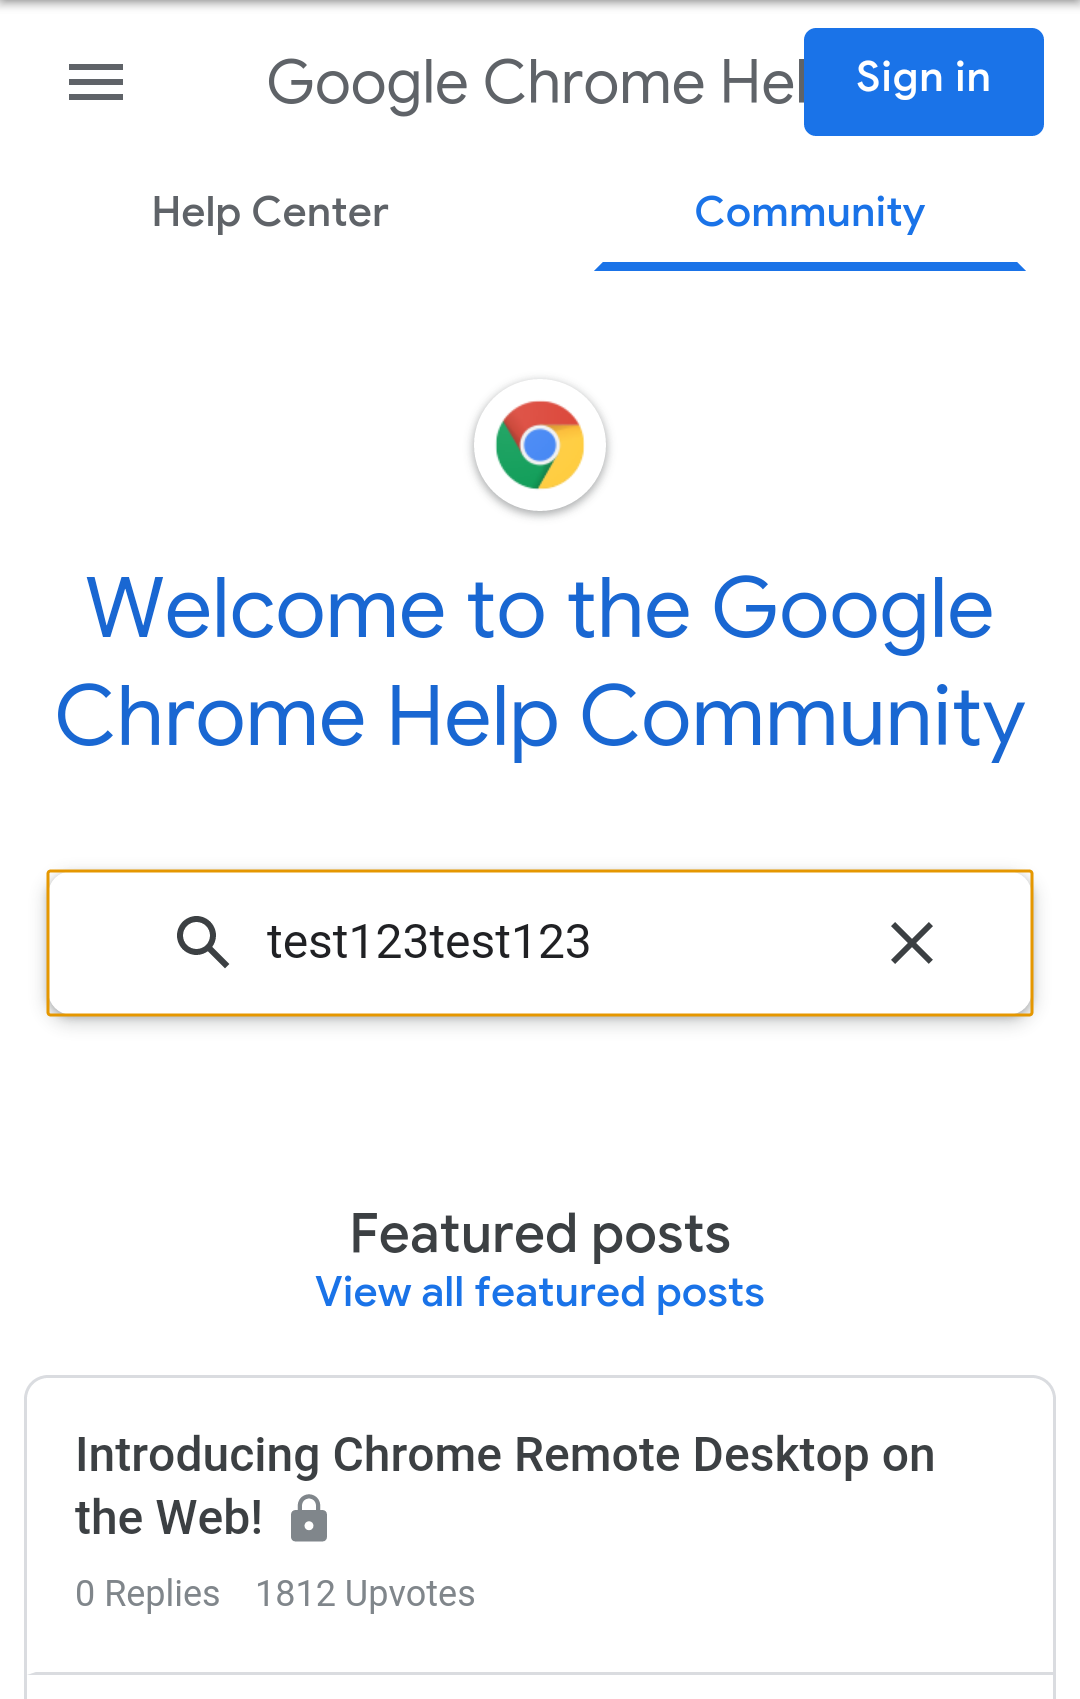 Google Chrome Hel
Sign in
Help Center
Community
Welcome to the Google
Chrome Help Community
test123test123
Featured posts
View all featured posts
Introducing Chrome Remote Desktop on
the Web!
0 Replies 1812 Upvotes